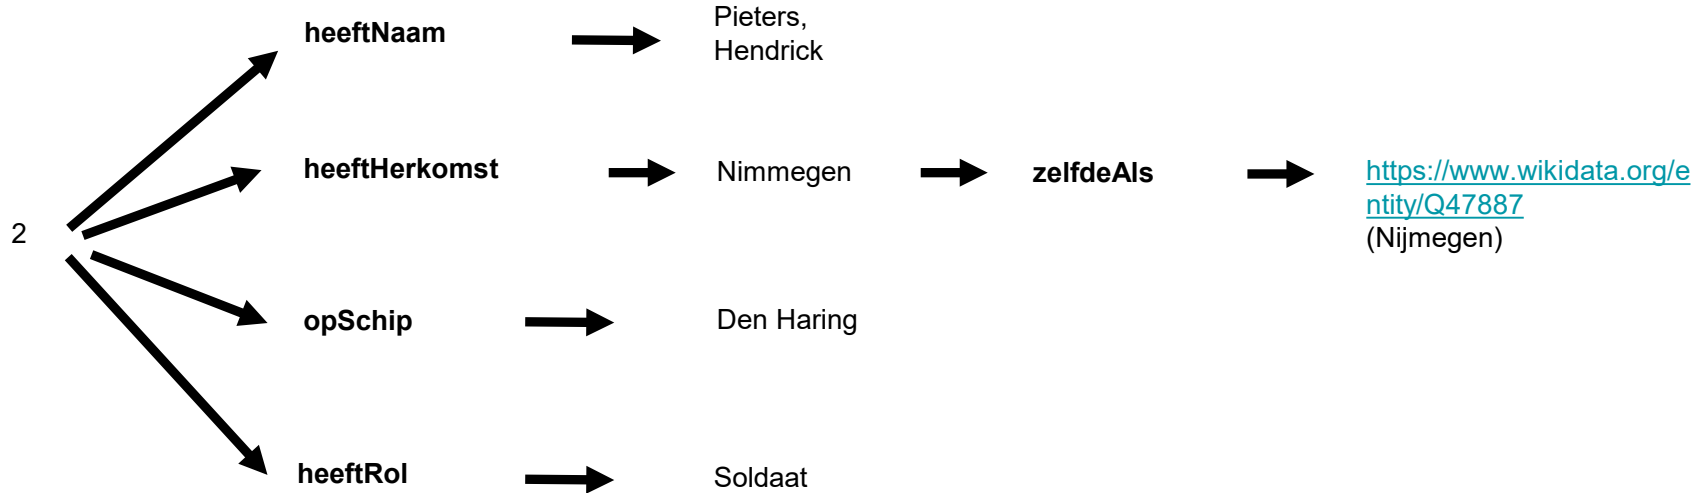 heeftNaam
Pieters,
Hendrick
heeftHerkomst
Nimmegen
zelfdeAls
https://www.wikidata.org/e
ntity/Q47887
(Nijmegen)
2
opSchip
Den Haring
heeftRol
Soldaat